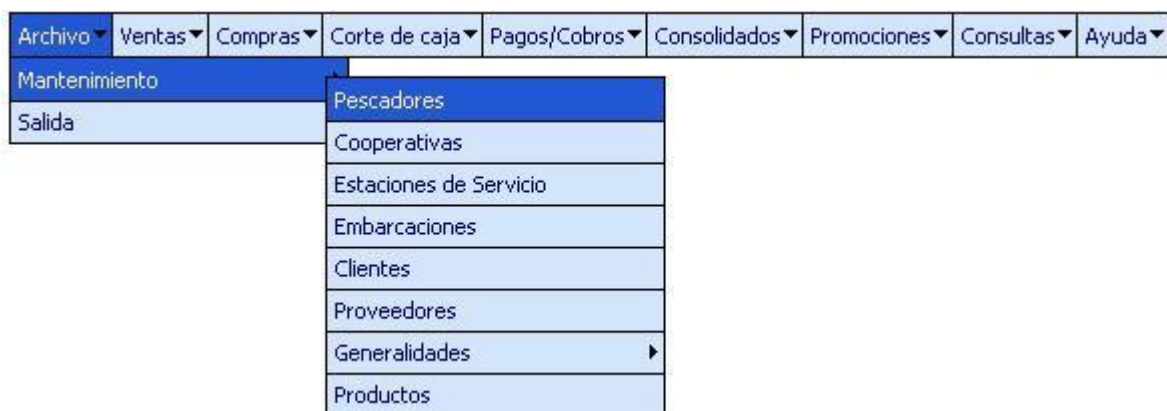 Archivo Ventas Compras Corte de caja Pagos/Cobros Consolidados Promociones Consultas Ayuda
Mantenimiento
Pescadores
Salida
Cooperativas
Estaciones de Servicio
Embarcaciones
Clientes
Proveedores
Generalidades
Productos